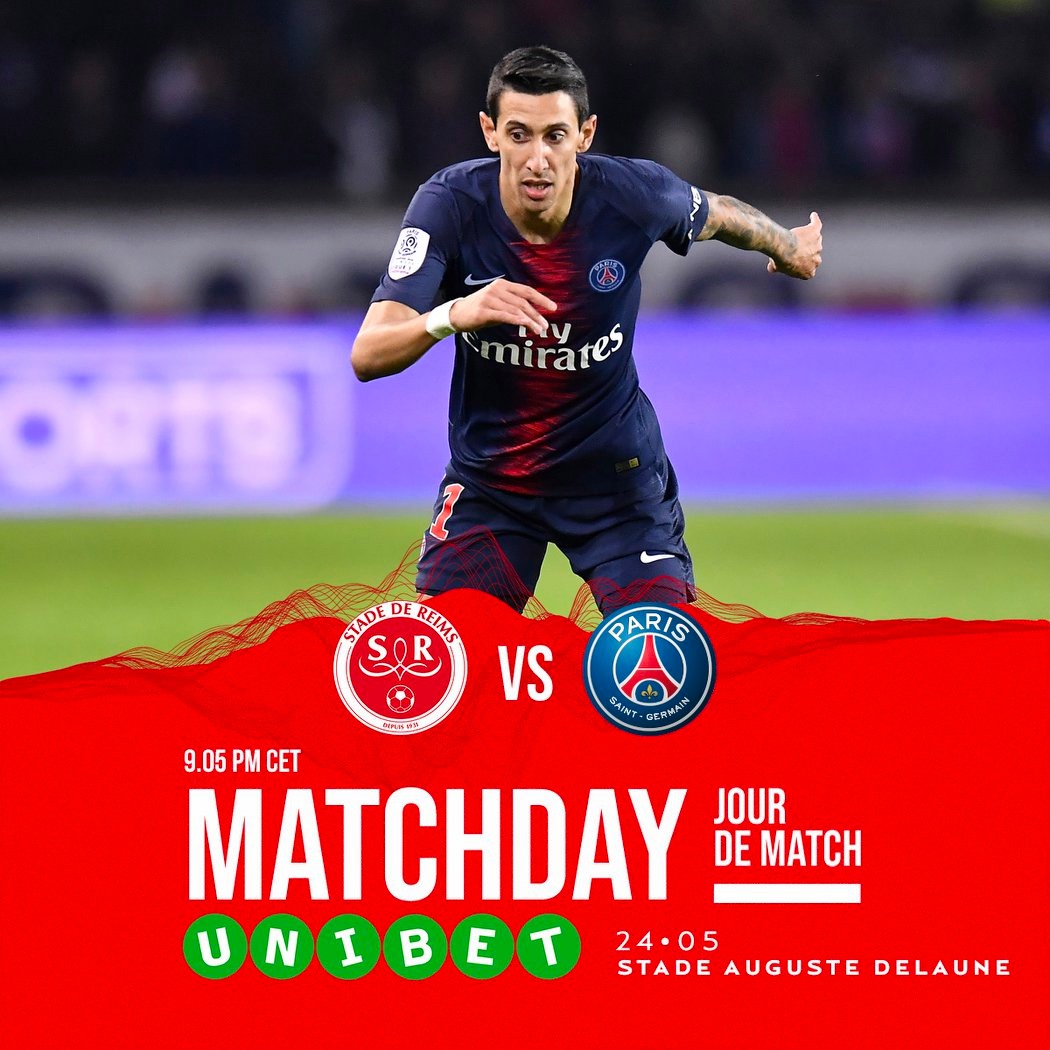 PARIS
Fly
Emirates
1
STADE DE REIMS
S R
DEPUIS 1931
VS
PARIS
SAINT-GERMAIN
9.05 PM CET
MATCHDAY
JOUR
DE MATCH
UNIBET
24•05
STADE AUGUSTE DELAUNE